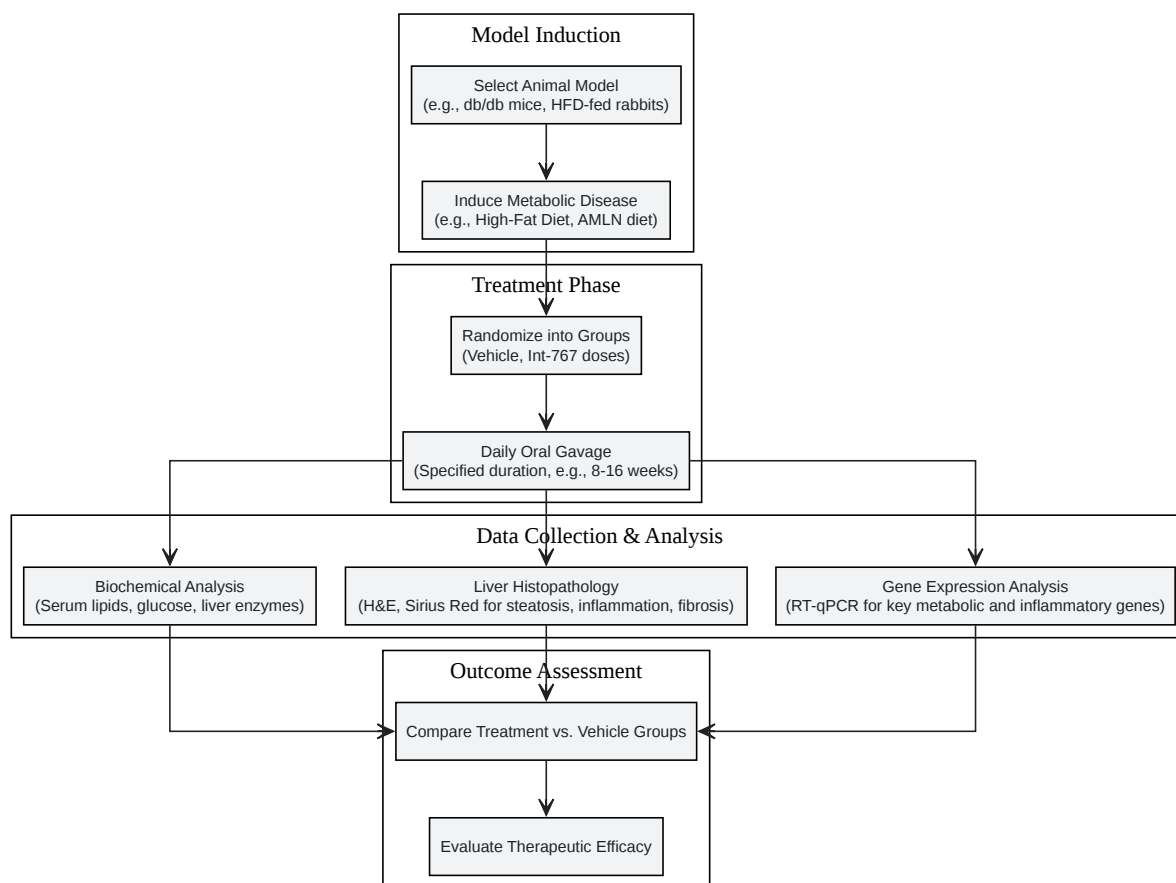 Model Induction
Select Animal Model
(e.g., db/db mice, HFD-fed rabbits)
Induce Metabolic Disease
(e.g., High-Fat Diet, AMLN diet)
Treatment Phase
Randomize into Groups
(Vehicle, Int-767 doses)
Daily Oral Gavage
(Specified duration, e.g., 8-16 weeks)
Data Collection & Analysis
Biochemical Analysis
(Serum lipids, glucose, liver enzymes)
Liver Histopathology
(H&E, Sirius Red for steatosis, inflammation, fibrosis)
Gene Expression Analysis
(RT-qPCR for key metabolic and inflammatory genes)
Outcome Assessment
Compare Treatment vs. Vehicle Groups
Evaluate Therapeutic Efficacy